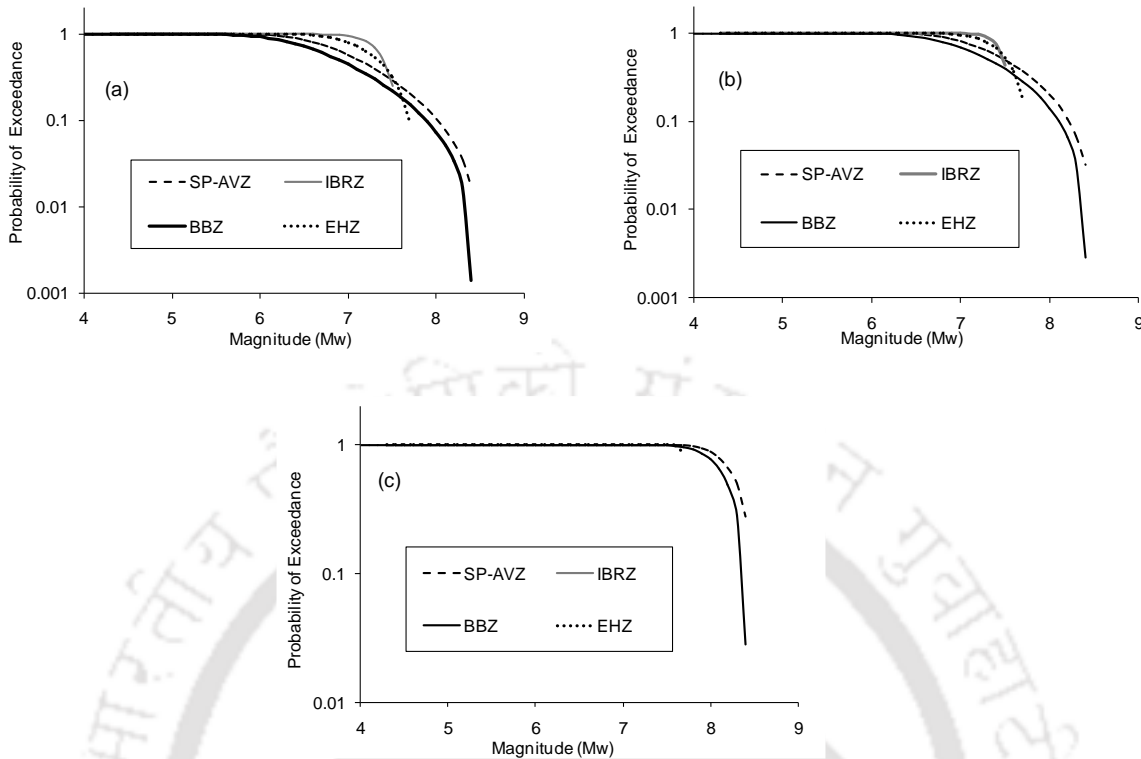 Probability of Exceedance
1
0.1
0.01
0.001
(a)
SP-AVZ
IBRZ
BBZ
EHZ
4 5 6 7 8 9
Magnitude (Mw)
Probability of Exceedance
1
0.1
0.01
0.001
(b)
SP-AVZ
IBRZ
BBZ
EHZ
4 5 6 7 8 9
Magnitude (Mw)
Probability of Exceedance
1
0.1
0.01
(c)
SP-AVZ
IBRZ
BBZ
EHZ
4 5 6 7 8 9
Magnitude (Mw)